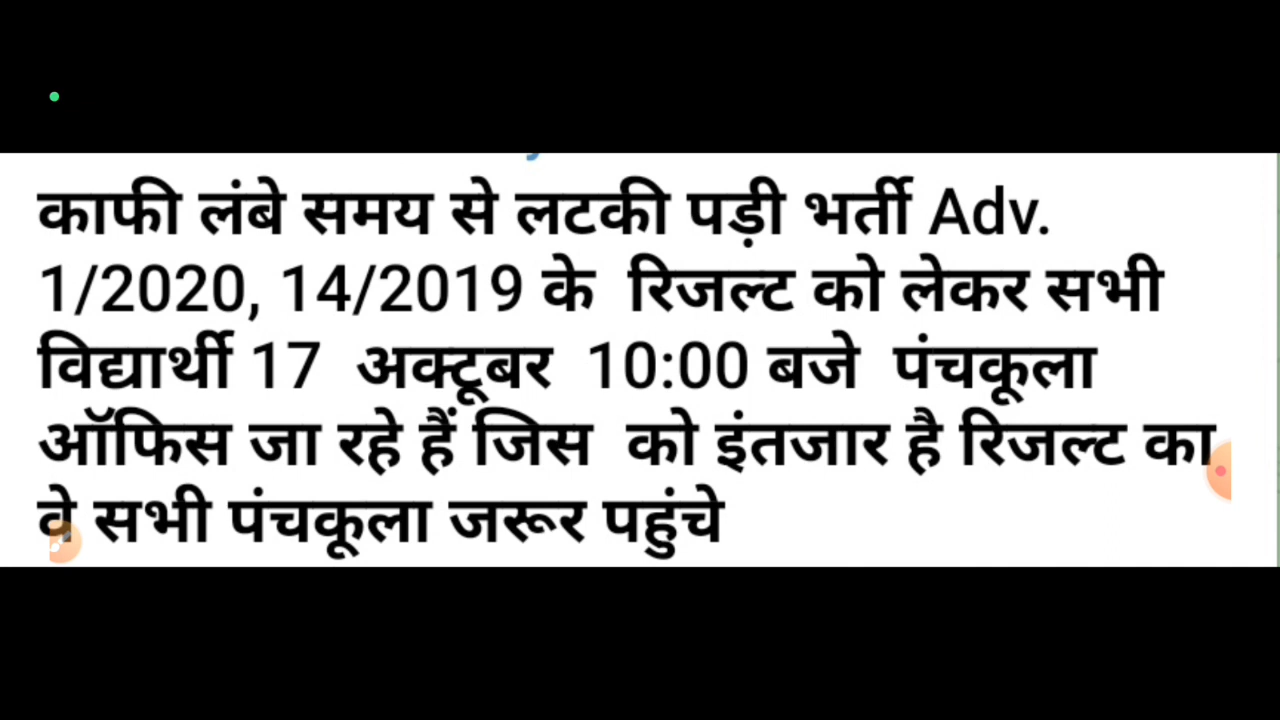 काफी लंबे समय से लटकी पड़ी भर्ती Adv.
1/2020, 14/2019 के रिजल्ट को लेकर सभी
विद्यार्थी 17 अक्टूबर 10:00 बजे पंचकूला
ऑफिस जा रहे हैं जिस को इंतजार है रिजल्ट का
वे सभी पंचकूला जरूर पहुंचे